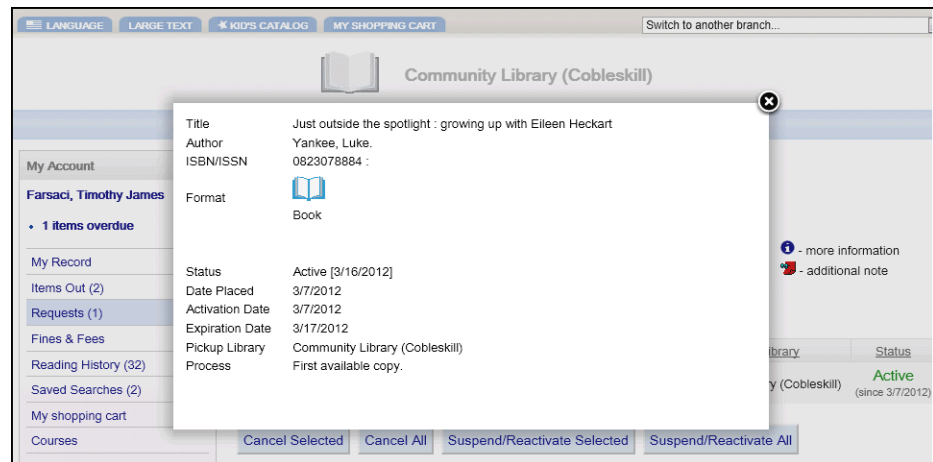 LANGUAGE LARGE TEXT KID'S CATALOG MY SHOPPING CART Switch to another branch...
Community Library (Cobleskill)
Title Just outside the spotlight : growing up with Eileen Heckart
Author Yankee, Luke.
ISBN/ISSN 0823078884 :
Format
Book
Status Active [3/16/2012]
Date Placed 3/7/2012
Activation Date 3/7/2012
Expiration Date 3/17/2012
Pickup Library Community Library (Cobleskill)
Process First available copy.
My Account
Farsaci, Timothy James
• 1 items overdue
My Record
Items Out (2)
Requests (1)
Fines & Fees
Reading History (32)
Saved Searches (2)
My shopping cart
Courses
- more information
- additional note
Status
(Cobleskill) Active
(since 3/7/2012)
Cancel Selected Cancel All Suspend/Reactivate Selected Suspend/Reactivate All